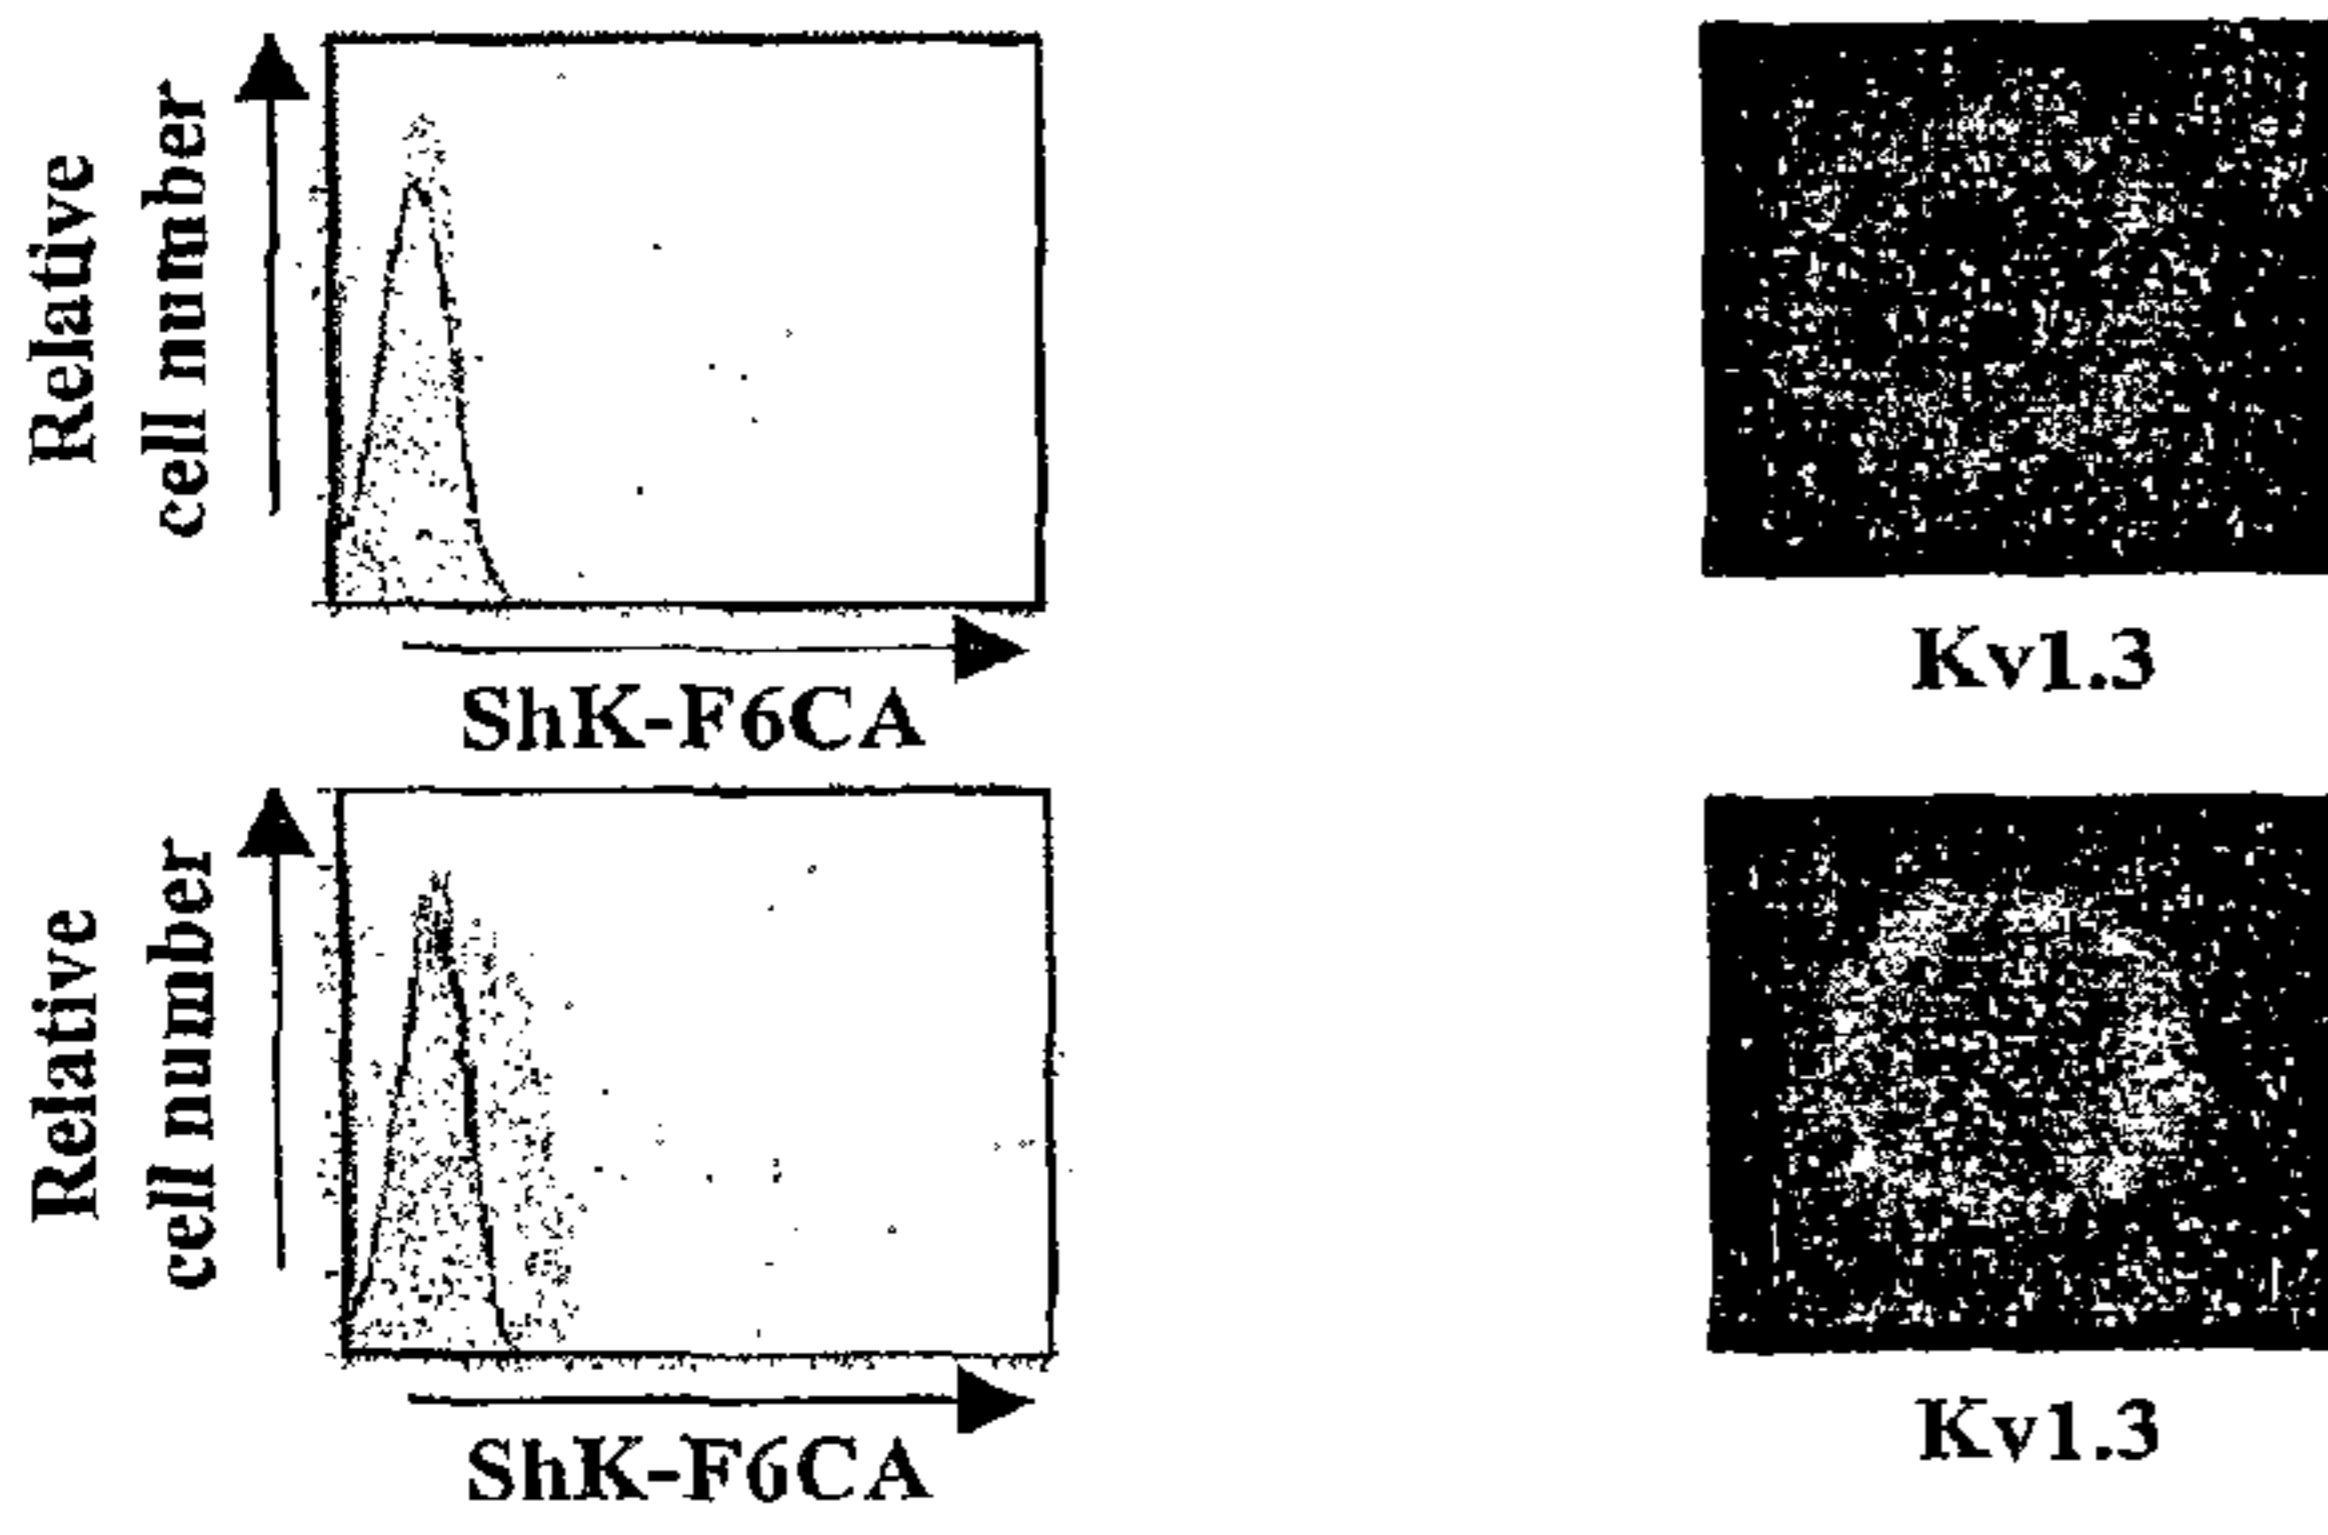 Relative
cell number
ShK-F6CA
Kv1.3
Relative
cell number
ShK-F6CA
Kv1.3